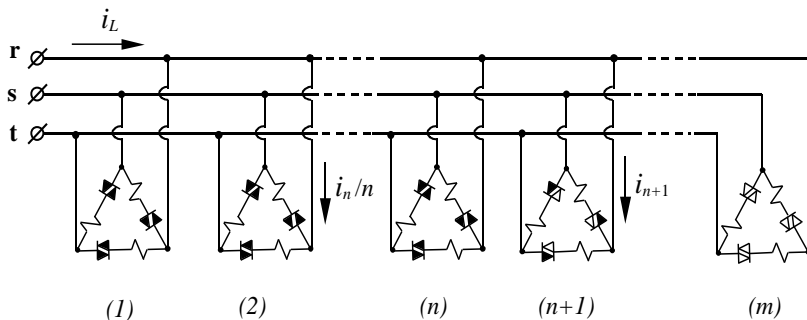 i_L
r
s
t
i_n/n
i_{n+1}
(1) (2) (n) (n+1) (m)